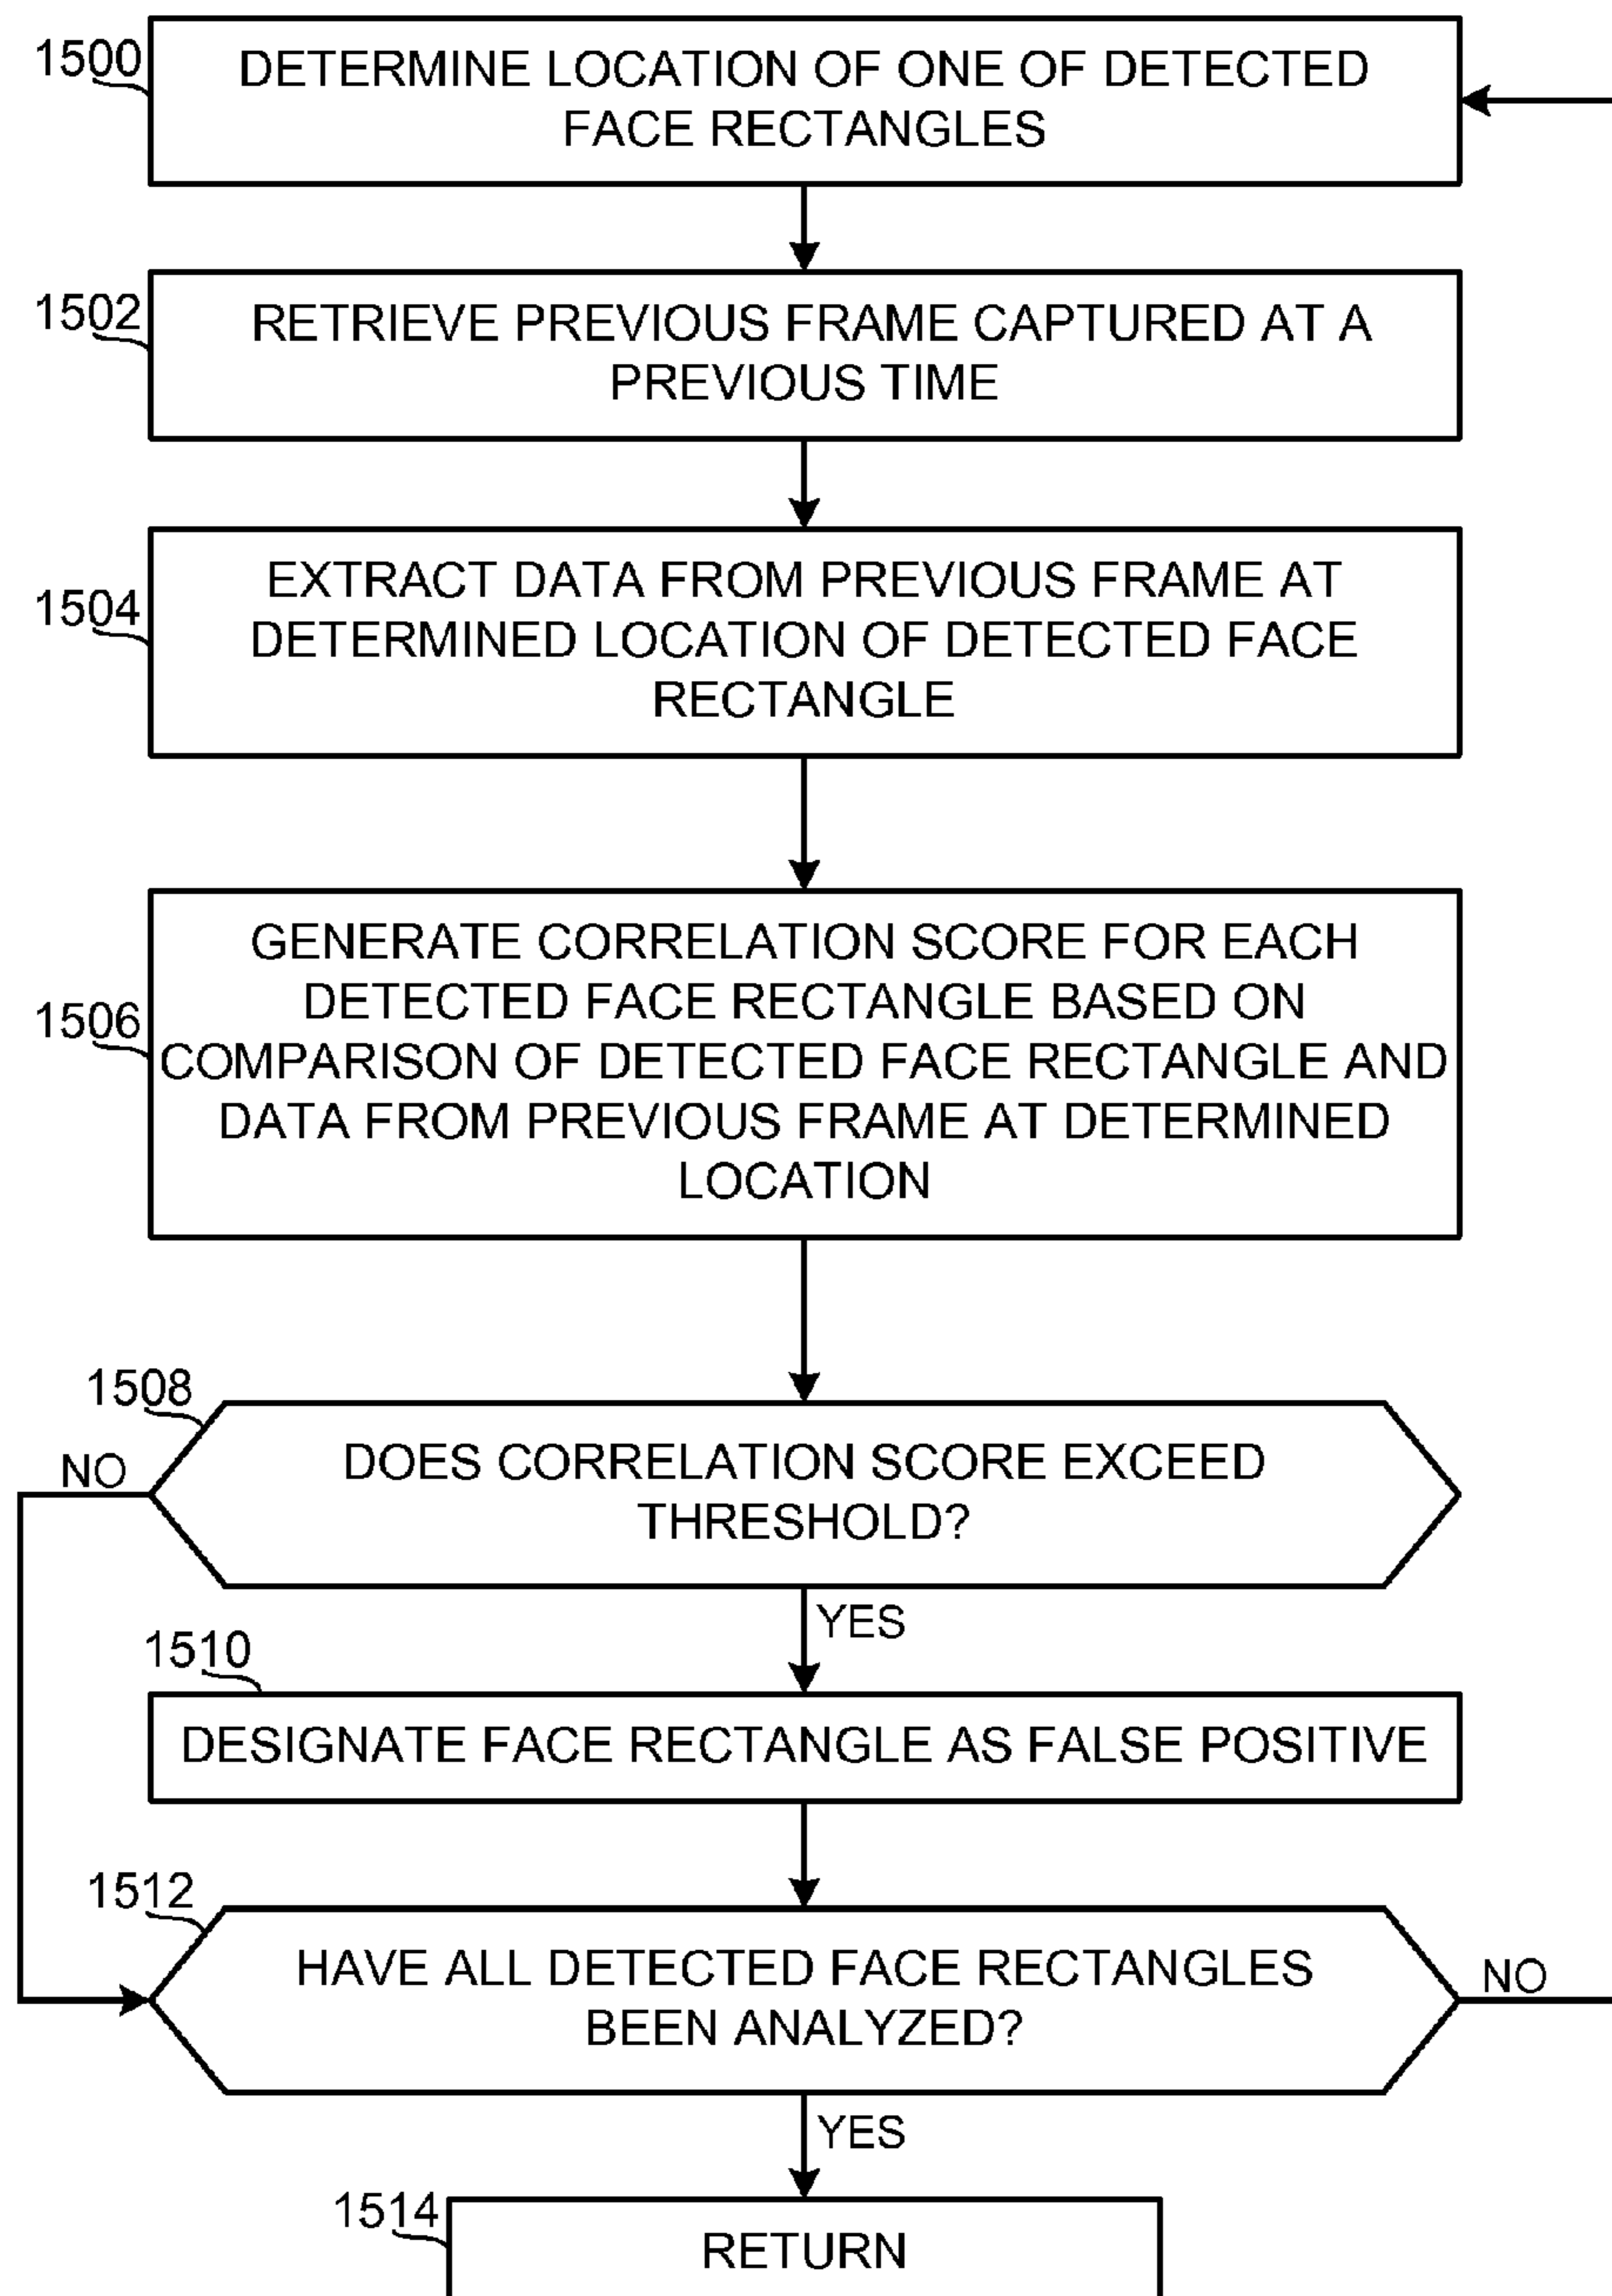 1500
DETERMINE LOCATION OF ONE OF DETECTED
FACE RECTANGLES
1502
RETRIEVE PREVIOUS FRAME CAPTURED AT A
PREVIOUS TIME
1504
EXTRACT DATA FROM PREVIOUS FRAME AT
DETERMINED LOCATION OF DETECTED FACE
RECTANGLE
1506
GENERATE CORRELATION SCORE FOR EACH
DETECTED FACE RECTANGLE BASED ON
COMPARISON OF DETECTED FACE RECTANGLE AND
DATA FROM PREVIOUS FRAME AT DETERMINED
LOCATION
1508
NO
DOES CORRELATION SCORE EXCEED
THRESHOLD?
YES
1510
DESIGNATE FACE RECTANGLE AS FALSE POSITIVE
1512
HAVE ALL DETECTED FACE RECTANGLES
BEEN ANALYZED?
NO
YES
1514
RETURN